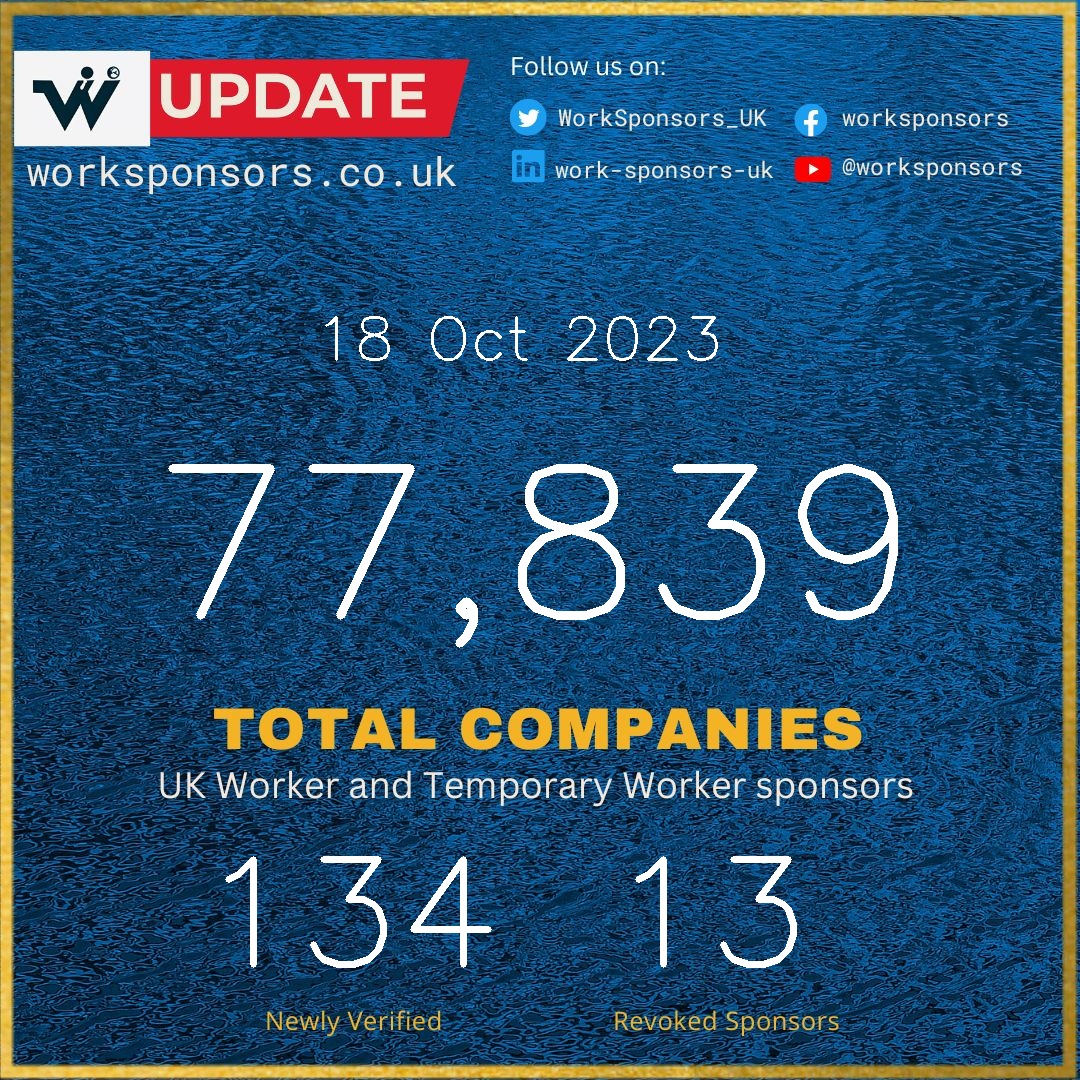 UPDATE
worksponsors.co.uk
Follow us on:
WorkSponsors_UK
worksponsors
work-sponsors-uk
@worksponsors
18 Oct 2023
77,839
TOTAL COMPANIES
UK Worker and Temporary Worker sponsors
134 13
Newly Verified Revoked Sponsors